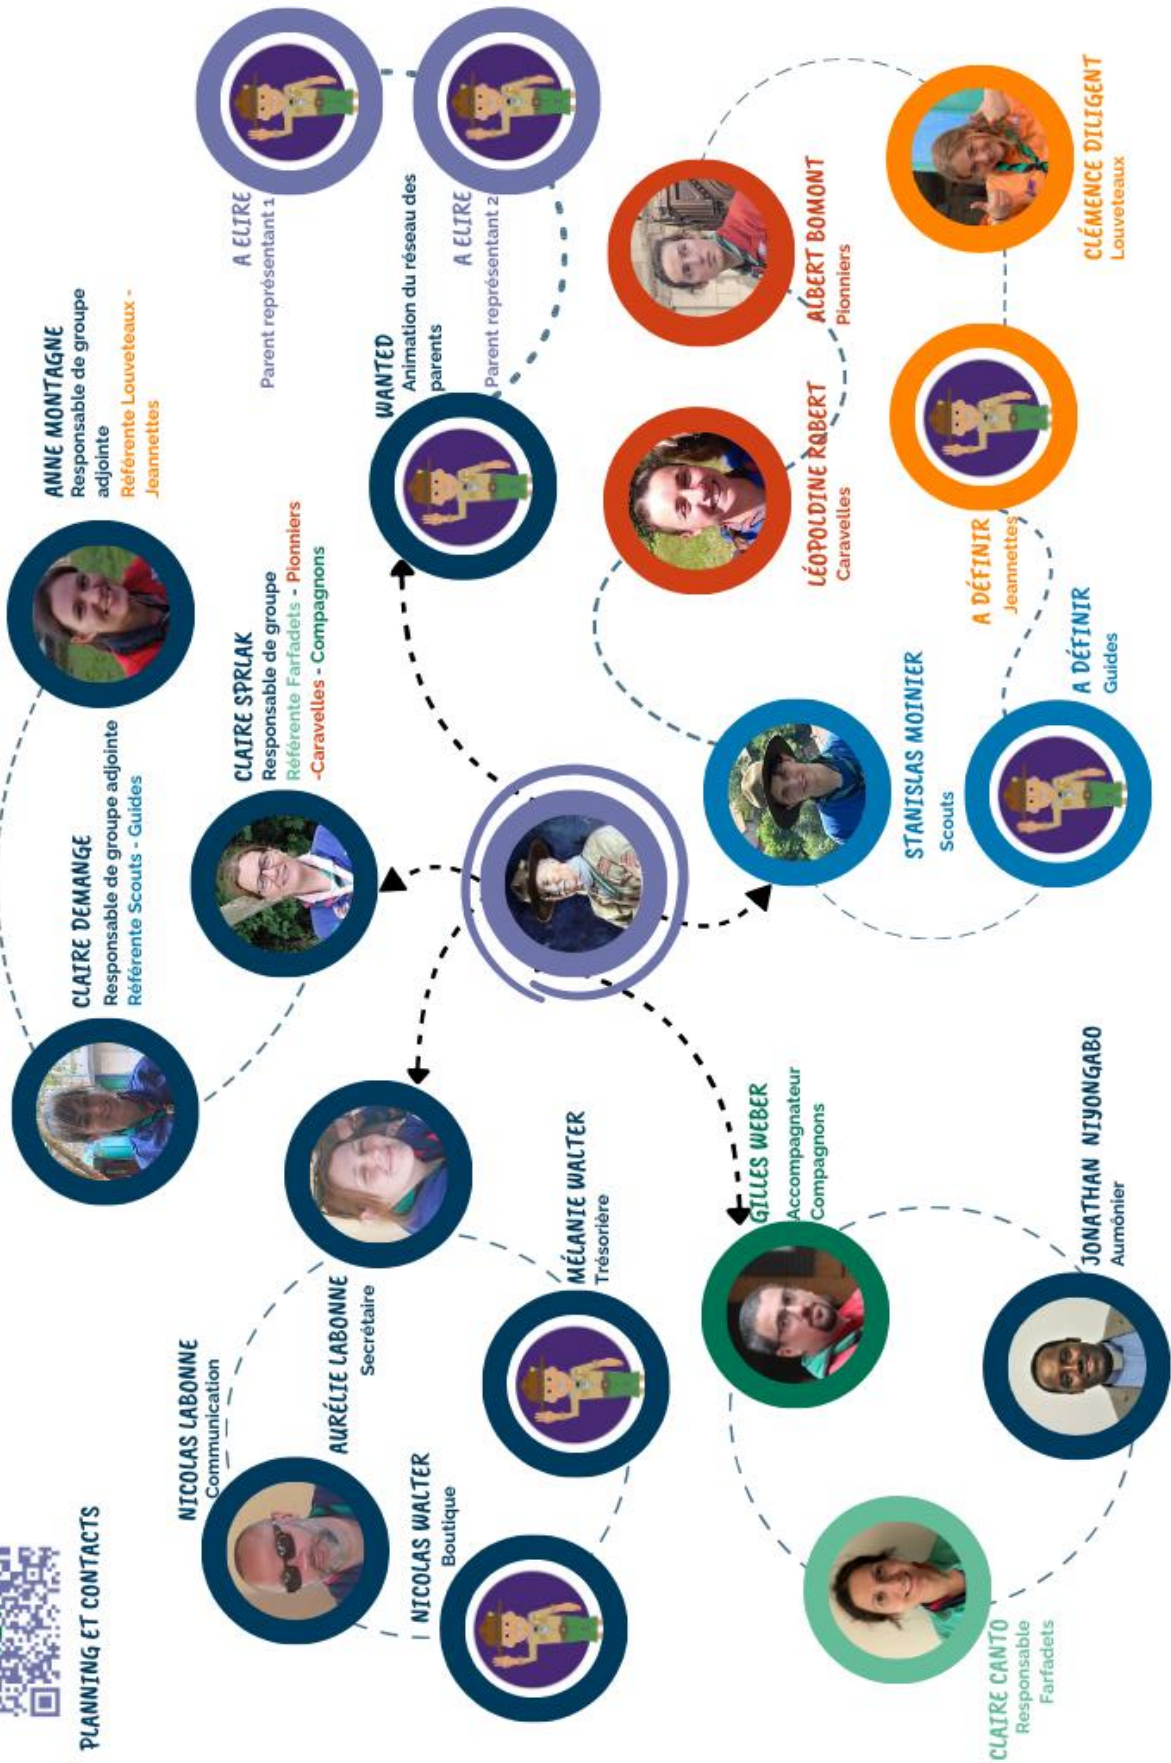 PLANNING ET CONTACTS
CLAIRE DEMANGE
Responsable de groupe adjointe
Référente Scouts - Guides
ANNE MONTAGNE
Responsable de groupe
adjointe
Référente Louveteaux -
Jeannettes
NICOLAS LABONNE
Communication
CLAIRE SPRLAK
Responsable de groupe
Référente Farfadets - Pionniers
-Caravelles - Compagnons
A ELIRE
Parent représentant 1
AURÉLIE LABONNE
Secrétaire
WANTED
Animation du réseau des
parents
NICOLAS WALTER
Boutique
A ELIRE
Parent représentant 2
MÉLANIE WALTER
Trésorière
GILLES WEBER
Accompagnateur
Compagnons
LÉOPOLDINE ROBERT
Caravelles
ALBERT BOMONT
Pionniers
STANISLAS MOINIER
Scouts
CLAIRE CANTO
Responsable
Farfadets
A DÉFINIR
Jeannettes
JONATHAN NIYONGABO
Aumônier
A DÉFINIR
Guides
CLÉMENCE DILIGENT
Louveteaux